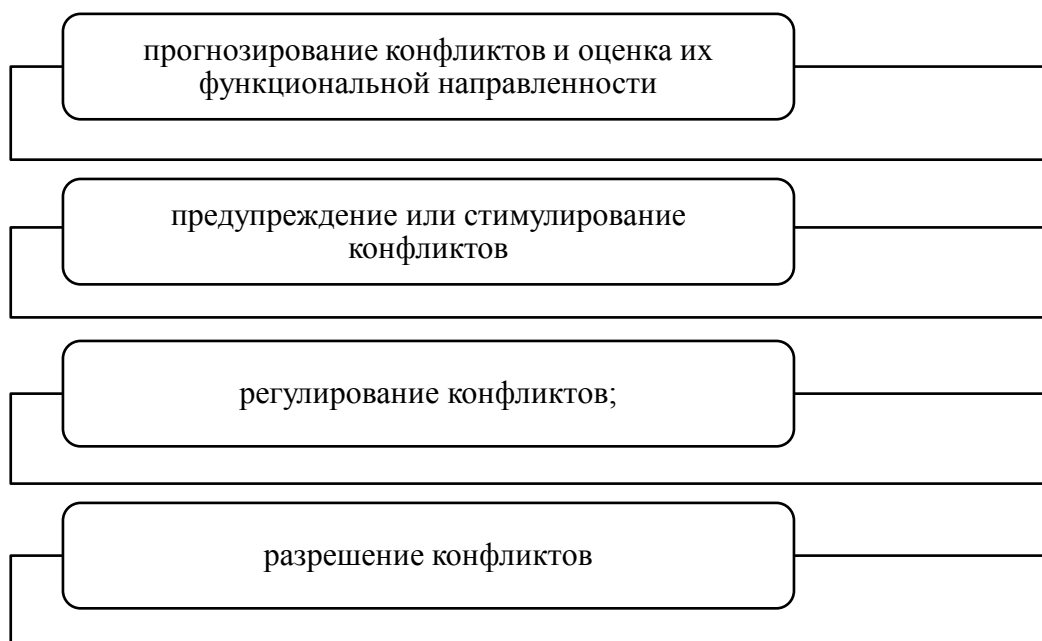 прогнозирование конфликтов и оценка их
функциональной направленности
предупреждение или стимулирование
конфликтов
регулирование конфликтов;
разрешение конфликтов